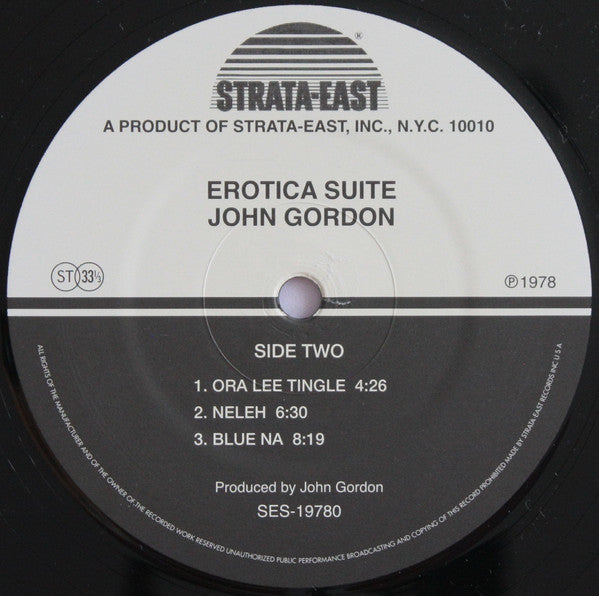 ®
STRATA-EAST
A PRODUCT OF STRATA-EAST, INC., N.Y.C. 10010
EROTICA SUITE
JOHN GORDON
ST 33⅓
℗1978
SIDE TWO
1. ORA LEE TINGLE 4:26
2. NELEH 6:30
3. BLUE NA 8:19
Produced by John Gordon
SES-19780
ALL RIGHTS OF THE MANUFACTURER AND OF THE OWNER OF THE RECORDED WORK RESERVED UNAUTHORIZED PUBLIC PERFORMANCE BROADCASTING AND COPYING OF THIS RECORD PROHIBITED MADE BY STRATA-EAST RECORDS INC U S A